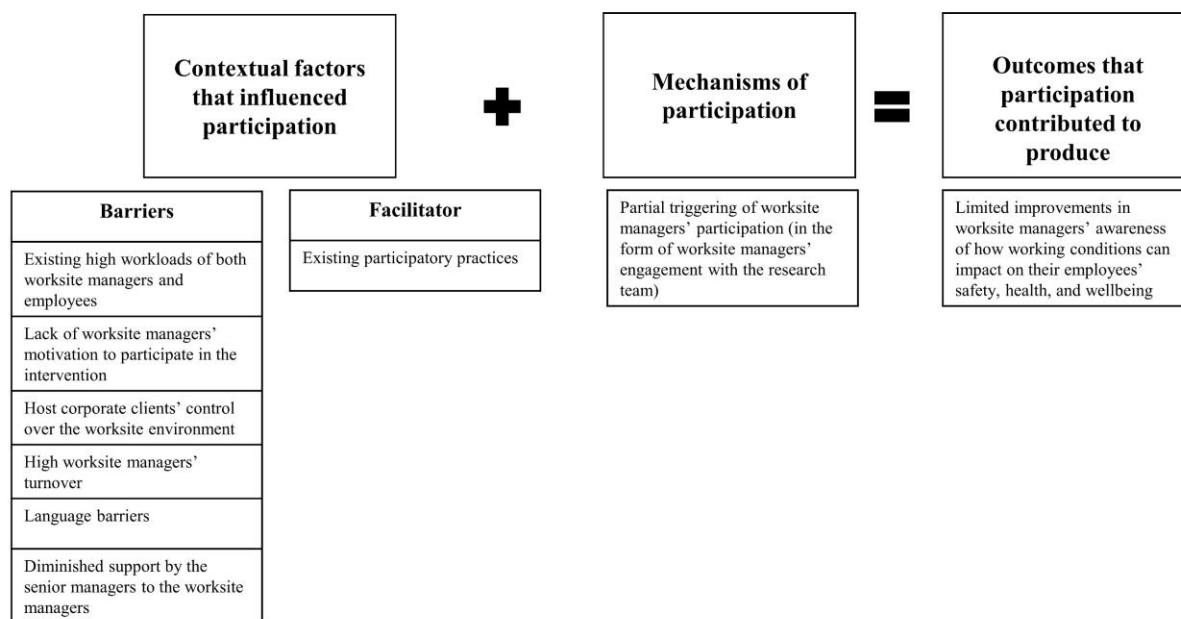 Contextual factors
that influenced
participation
Mechanisms of
participation
Outcomes that
participation
contributed to
produce
Barriers
Existing high workloads of both
worksite managers and
employees
Lack of worksite managers’
motivation to participate in the
intervention
Host corporate clients’ control
over the worksite environment
High worksite managers’
turnover
Language barriers
Diminished support by the
senior managers to the worksite
managers
Facilitator
Existing participatory practices
Partial triggering of worksite
managers’ participation (in the
form of worksite managers’
engagement with the research
team)
Limited improvements in
worksite managers’ awareness
of how working conditions can
impact on their employees’
safety, health, and wellbeing